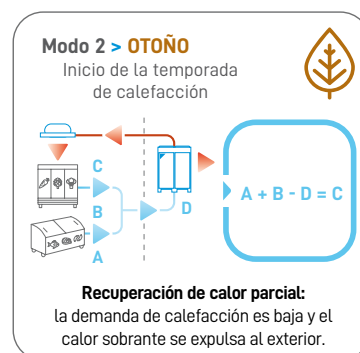 Modo 2 > OTOÑO
Inicio de la temporada
de calefacción
C
B
A
D
A + B - D = C
Recuperación de calor parcial:
la demanda de calefacción es baja y el
calor sobrante se expulsa al exterior.